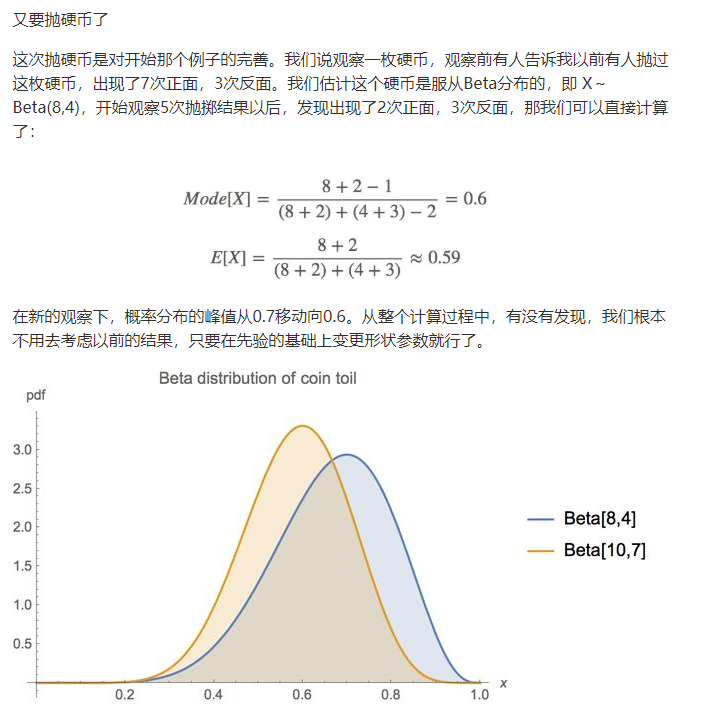 又要抛硬币了
这次抛硬币是对开始那个例子的完善。我们说观察一枚硬币，观察前有人告诉我以前有人抛过
这枚硬币，出现了7次正面，3次反面。我们估计这个硬币是服从Beta分布的，即 X～
Beta(8,4)，开始观察5次抛掷结果以后，发现出现了2次正面，3次反面，那我们可以直接计算
了：
Mode[X] = (8 + 2 − 1) / ((8 + 2) + (4 + 3) − 2) = 0.6
E[X] = (8 + 2) / ((8 + 2) + (4 + 3)) ≈ 0.59
在新的观察下，概率分布的峰值从0.7移动向0.6。从整个计算过程中，有没有发现，我们根本
不用去考虑以前的结果，只要在先验的基础上变更形状参数就行了。
Beta distribution of coin toil
pdf
3.0
2.5
2.0
1.5
1.0
0.5
0.2 0.4 0.6 0.8 1.0 x
Beta[8,4]
Beta[10,7]